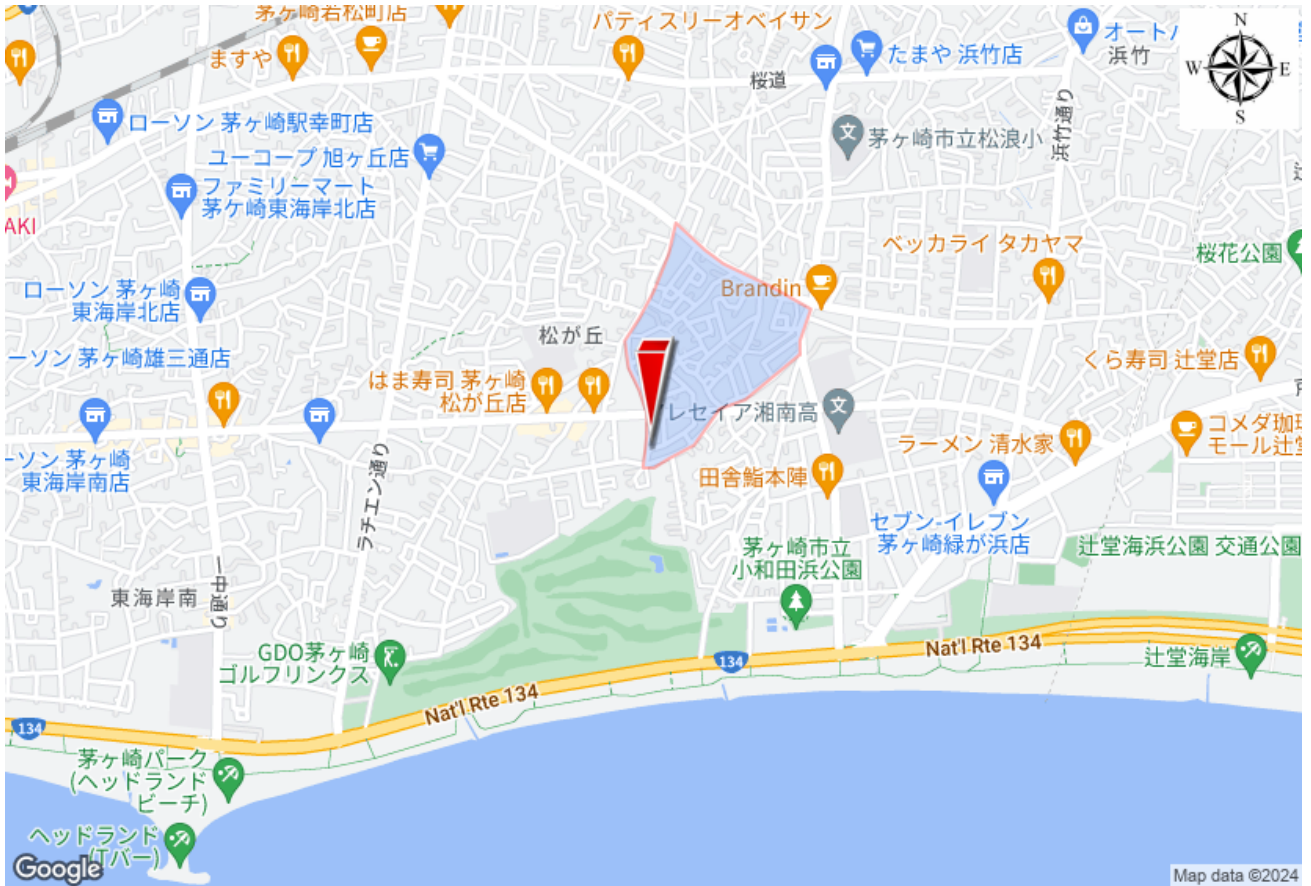 茅ヶ崎若松町店
パティスリーオベイサン
N
W
E
S
ますや
たまや 浜竹店
浜竹
桜道
ローソン 茅ヶ崎駅幸町店
浜竹通り
茅ヶ崎市立松浪小
ユーコープ 旭ヶ丘店
ファミリーマート
茅ケ崎東海岸北店
AKI
ベッカライ タカヤマ
桜花公園
ローソン 茅ヶ崎
東海岸北店
Brandin
松が丘
ーソン 茅ヶ崎雄三通店
くら寿司 辻堂店
はま寿司 茅ヶ崎
松が丘店
レセイア湘南高
ラーメン 清水家
コメダ珈
モール辻
ーソン 茅ヶ崎
東海岸南店
ラチエン通り
田舎鮨本陣
セブン-イレブン
茅ヶ崎緑が浜店
茅ヶ崎市立
小和田浜公園
辻堂海浜公園 交通公園
一中通り
東海岸南
GDO茅ヶ崎
ゴルフリンクス
134
Nat'l Rte 134
辻堂海岸
Nat'l Rte 134
134
茅ヶ崎パーク
(ヘッドランド
ビーチ)
ヘッドランド
(Tバー)
Google
Map data ©2024